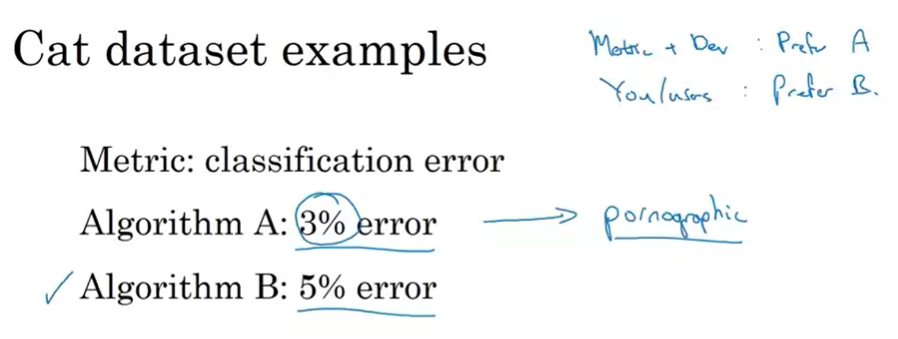 Cat dataset examples
Metric + Dev : Prefer A
You/users : Prefer B.
Metric: classification error
Algorithm A: 3% error → pornographic
✓ Algorithm B: 5% error